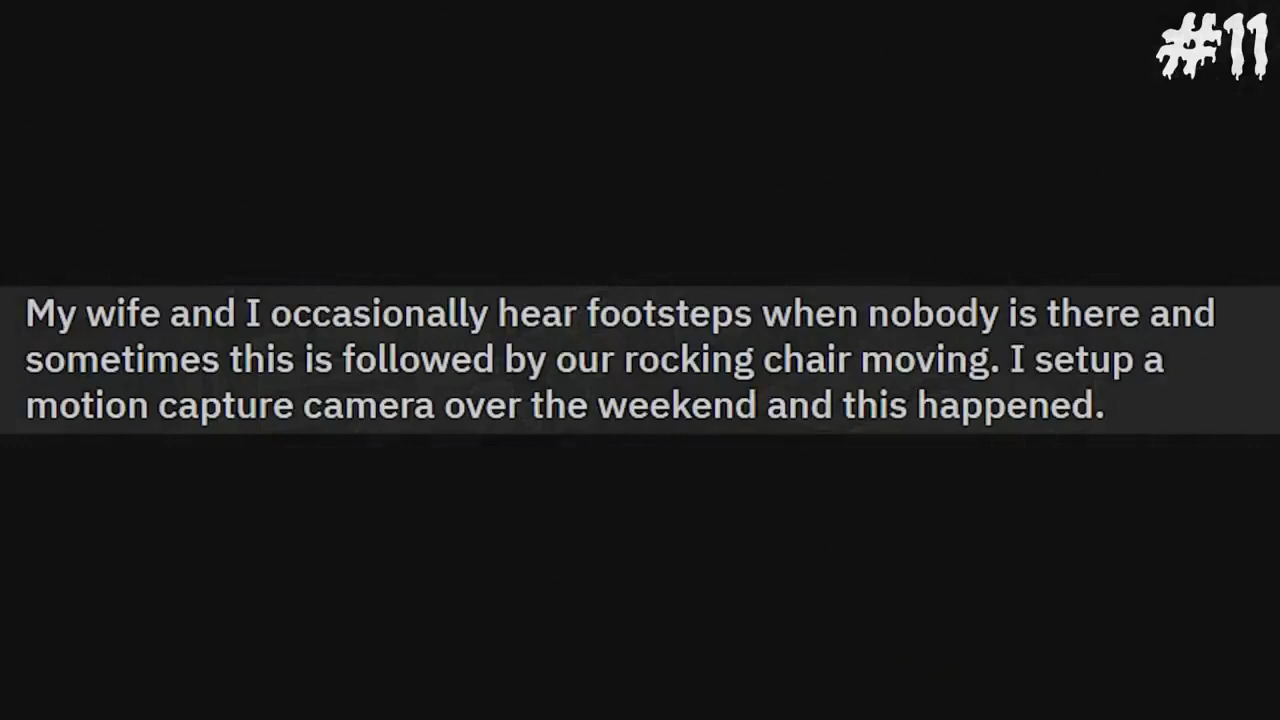 #11
My wife and I occasionally hear footsteps when nobody is there and
sometimes this is followed by our rocking chair moving. I setup a
motion capture camera over the weekend and this happened.